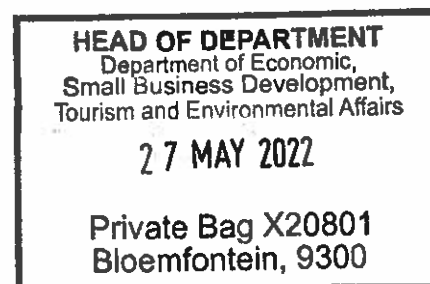 HEAD OF DEPARTMENT
Department of Economic,
Small Business Development,
Tourism and Environmental Affairs
27 MAY 2022
Private Bag X20801
Bloemfontein, 9300